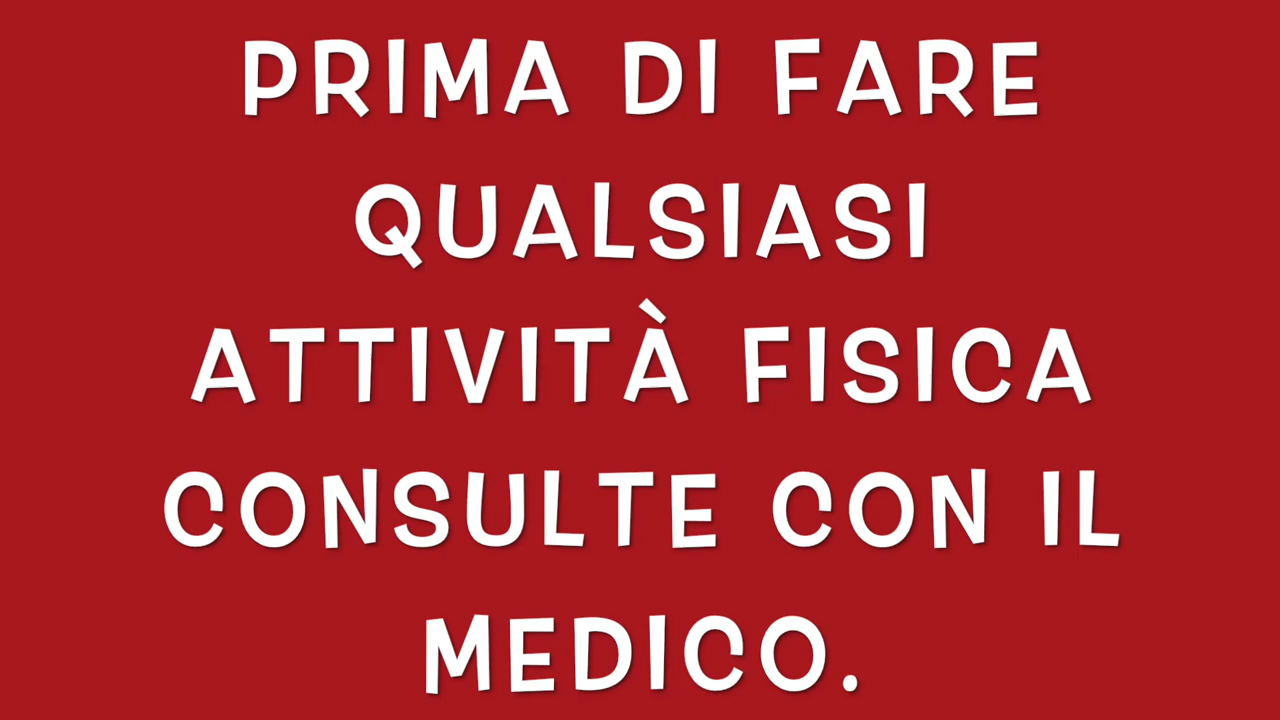 PRIMA DI FARE
QUALSIASI
ATTIVITÀ FISICA
CONSULTE CON IL
MEDICO.